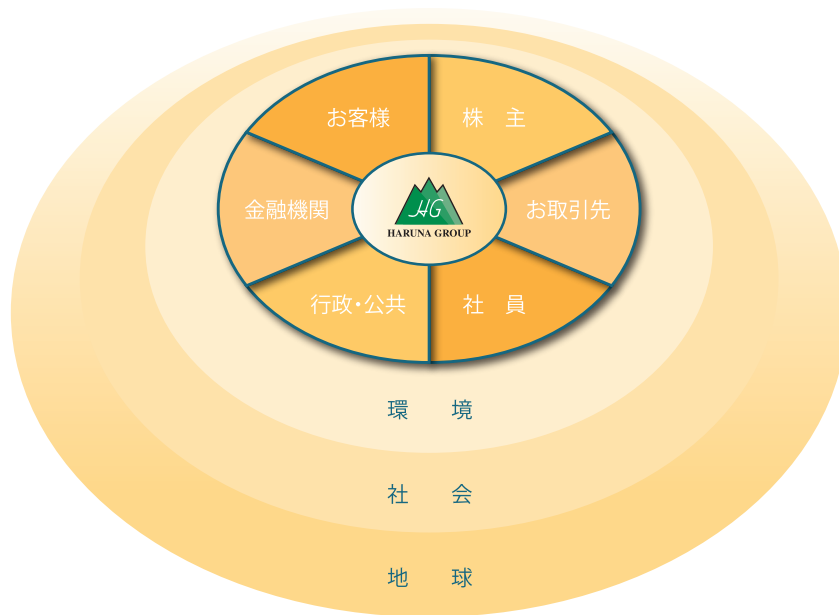 お客様
株 主
金融機関
HG
HARUNA GROUP
お取引先
行政・公共
社 員
環 境
社 会
地 球